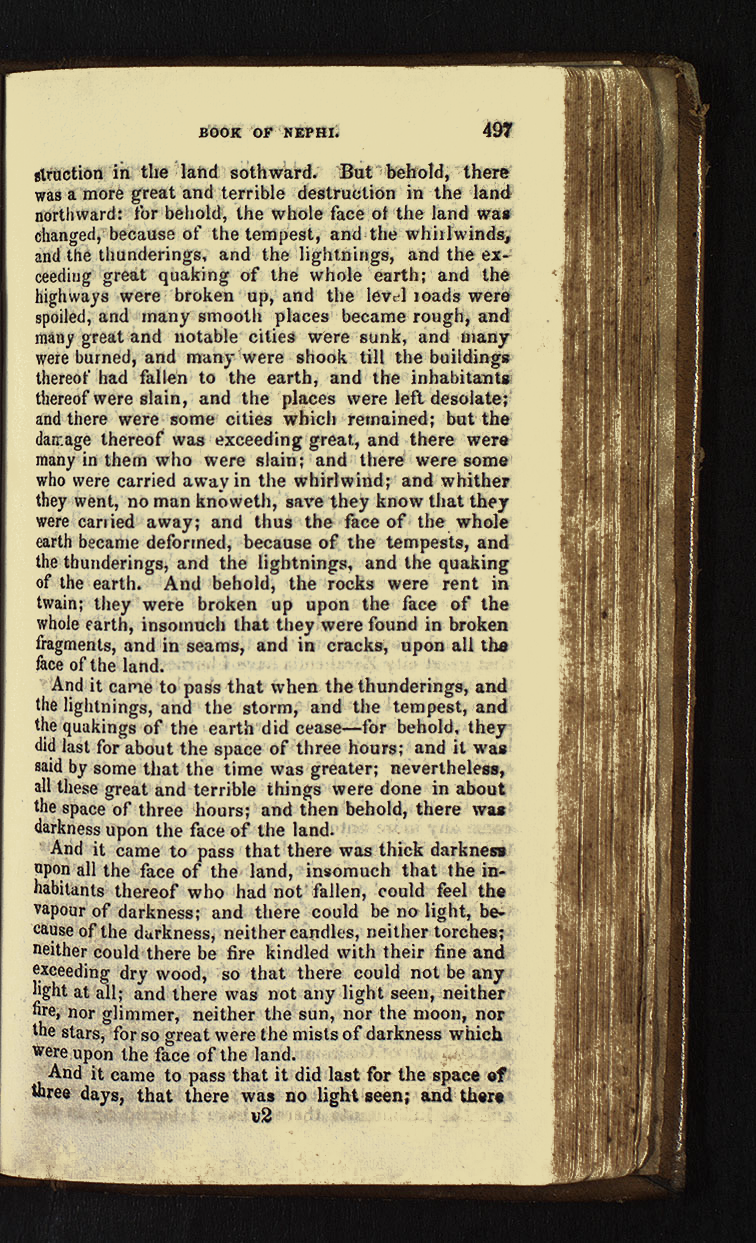 BOOK OF NEPHI. 497
struction in the land sothward. But behold, there
was a more great and terrible destruction in the land
northward: for behold, the whole face of the land was
changed, because of the tempest, and the whirlwinds,
and the thunderings, and the lightnings, and the ex-
ceeding great quaking of the whole earth; and the
highways were broken up, and the level roads were
spoiled, and many smooth places became rough, and
many great and notable cities were sunk, and many
were burned, and many were shook till the buildings
thereof had fallen to the earth, and the inhabitants
thereof were slain, and the places were left desolate;
and there were some cities which remained; but the
damage thereof was exceeding great, and there were
many in them who were slain; and there were some
who were carried away in the whirlwind; and whither
they went, no man knoweth, save they know that they
were carried away; and thus the face of the whole
earth became deformed, because of the tempests, and
the thunderings, and the lightnings, and the quaking
of the earth. And behold, the rocks were rent in
twain; they were broken up upon the face of the
whole earth, insomuch that they were found in broken
fragments, and in seams, and in cracks, upon all the
face of the land.
And it came to pass that when the thunderings, and
the lightnings, and the storm, and the tempest, and
the quakings of the earth did cease—for behold, they
did last for about the space of three hours; and it was
said by some that the time was greater; nevertheless,
all these great and terrible things were done in about
the space of three hours; and then behold, there was
darkness upon the face of the land.
And it came to pass that there was thick darkness
upon all the face of the land, insomuch that the in-
habitants thereof who had not fallen, could feel the
vapour of darkness; and there could be no light, be-
cause of the darkness, neither candles, neither torches;
neither could there be fire kindled with their fine and
exceeding dry wood, so that there could not be any
light at all; and there was not any light seen, neither
fire, nor glimmer, neither the sun, nor the moon, nor
the stars, for so great were the mists of darkness which
were upon the face of the land.
And it came to pass that it did last for the space of
three days, that there was no light seen; and there
u2